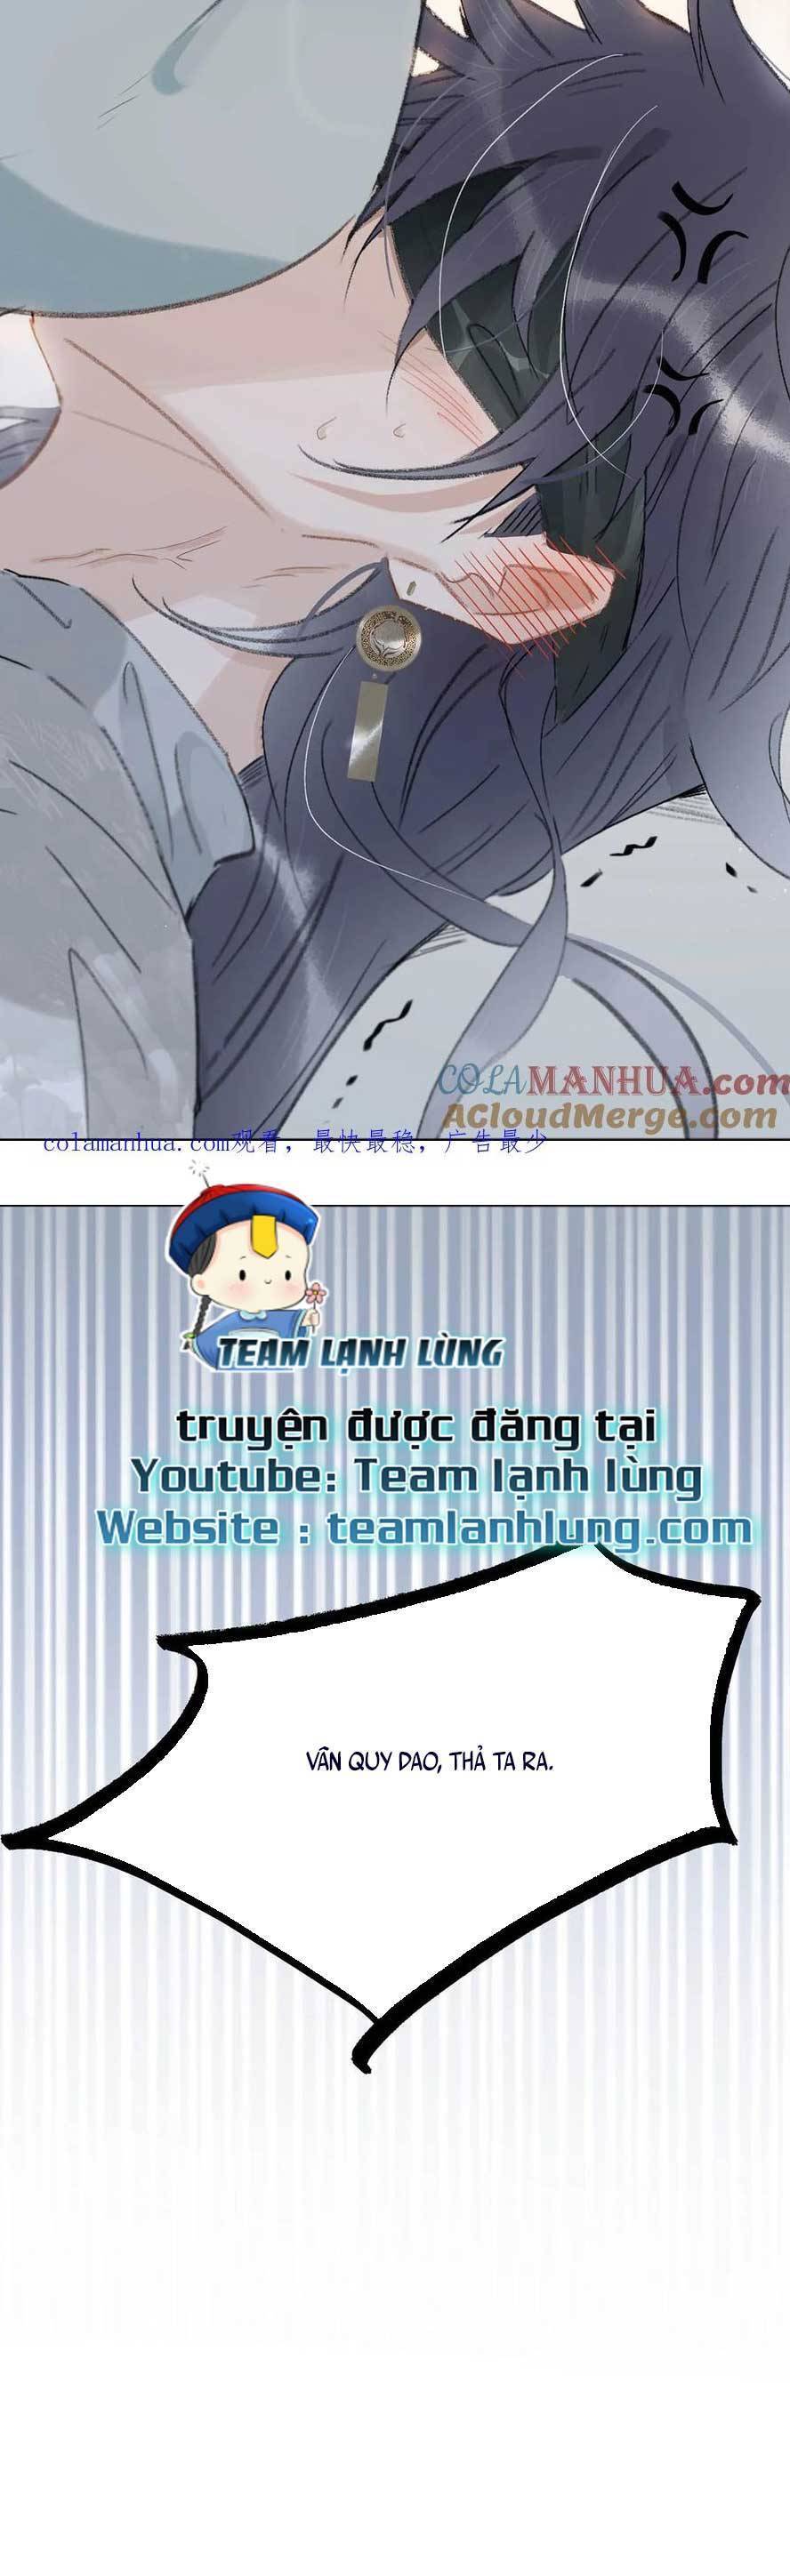 COLAMANHUA.com
ACloudMerge.com
colamanhua.com观看，最快最稳，广告最少
TEAM LẠNH LÙNG
truyện được đăng tại
Youtube: Team lạnh lùng
Website : teamlanhlung.com
VÂN QUY DAO, THẢ TA RA.